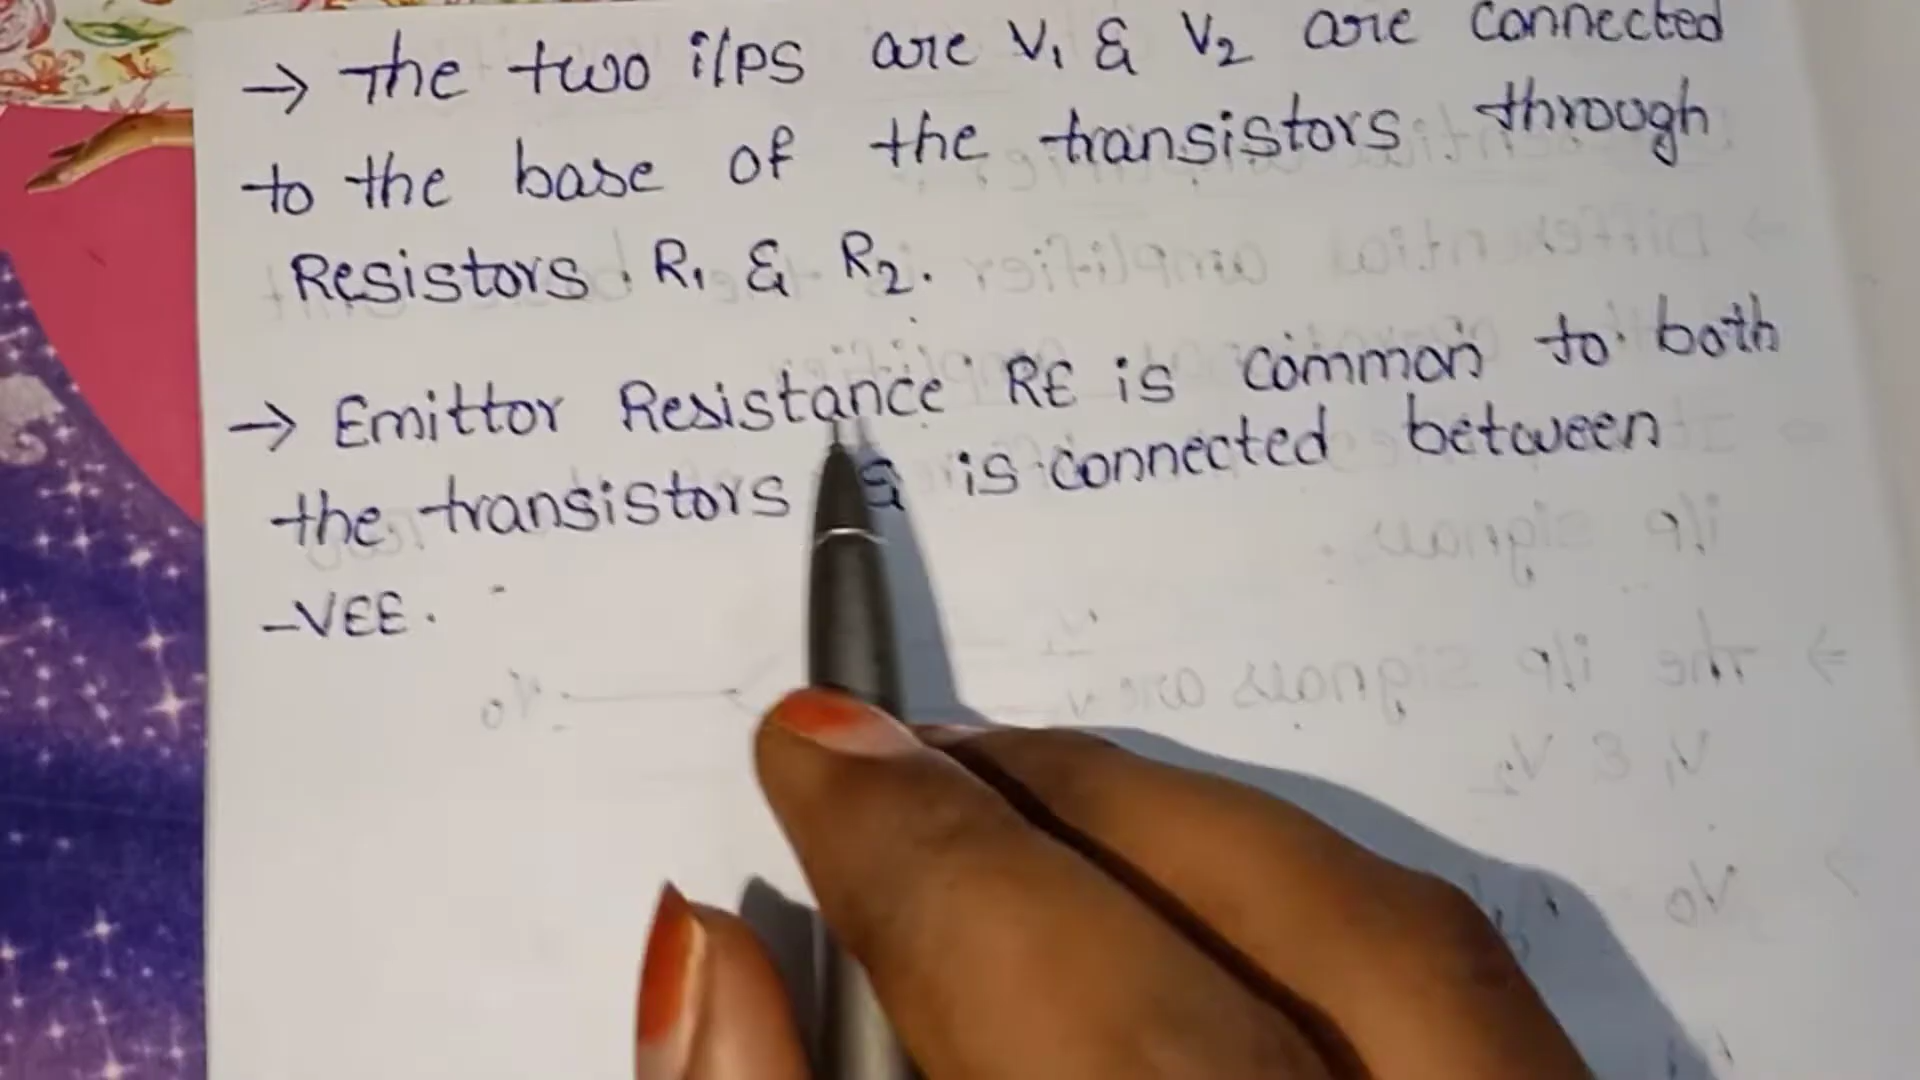 → The two i/ps are V₁ & V₂ are connected
to the base of the transistors through
Resistors R₁ & R₂.
→ Emittor Resistance RE is common to both
the transistors & is connected between
-VEE.